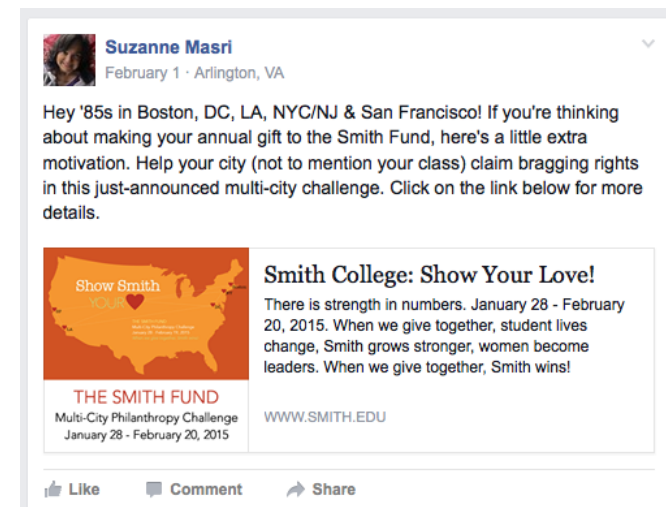 Suzanne Masri
February 1 · Arlington, VA
Hey '85s in Boston, DC, LA, NYC/NJ & San Francisco! If you're thinking
about making your annual gift to the Smith Fund, here's a little extra
motivation. Help your city (not to mention your class) claim bragging rights
in this just-announced multi-city challenge. Click on the link below for more
details.
Show Smith
YOUR
THE SMITH FUND
Multi-City Philanthropy Challenge
January 28 - February 20, 2015
Smith College: Show Your Love!
There is strength in numbers. January 28 - February
20, 2015. When we give together, student lives
change, Smith grows stronger, women become
leaders. When we give together, Smith wins!
WWW.SMITH.EDU
Like
Comment
Share